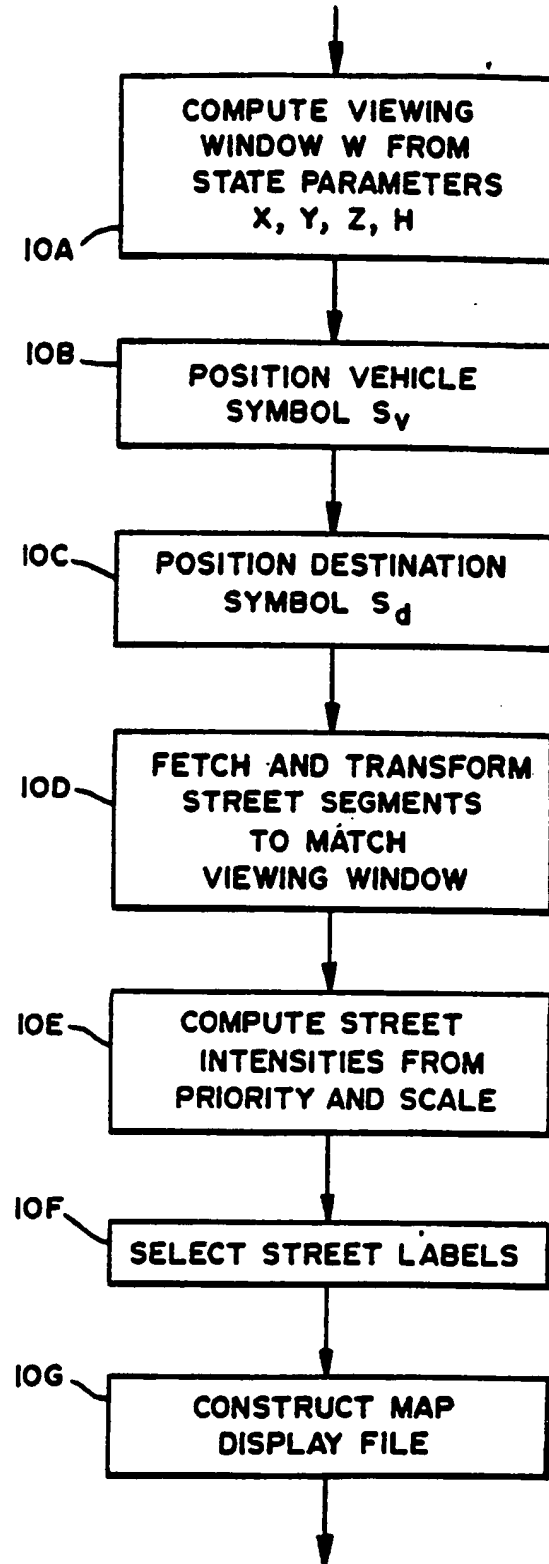 COMPUTE VIEWING
WINDOW W FROM
STATE PARAMETERS
X, Y, Z, H
10A
10B
POSITION VEHICLE
SYMBOL Sv
10C
POSITION DESTINATION
SYMBOL Sd
10D
FETCH AND TRANSFORM
STREET SEGMENTS
TO MATCH
VIEWING WINDOW
10E
COMPUTE STREET
INTENSITIES FROM
PRIORITY AND SCALE
10F
SELECT STREET LABELS
10G
CONSTRUCT MAP
DISPLAY FILE